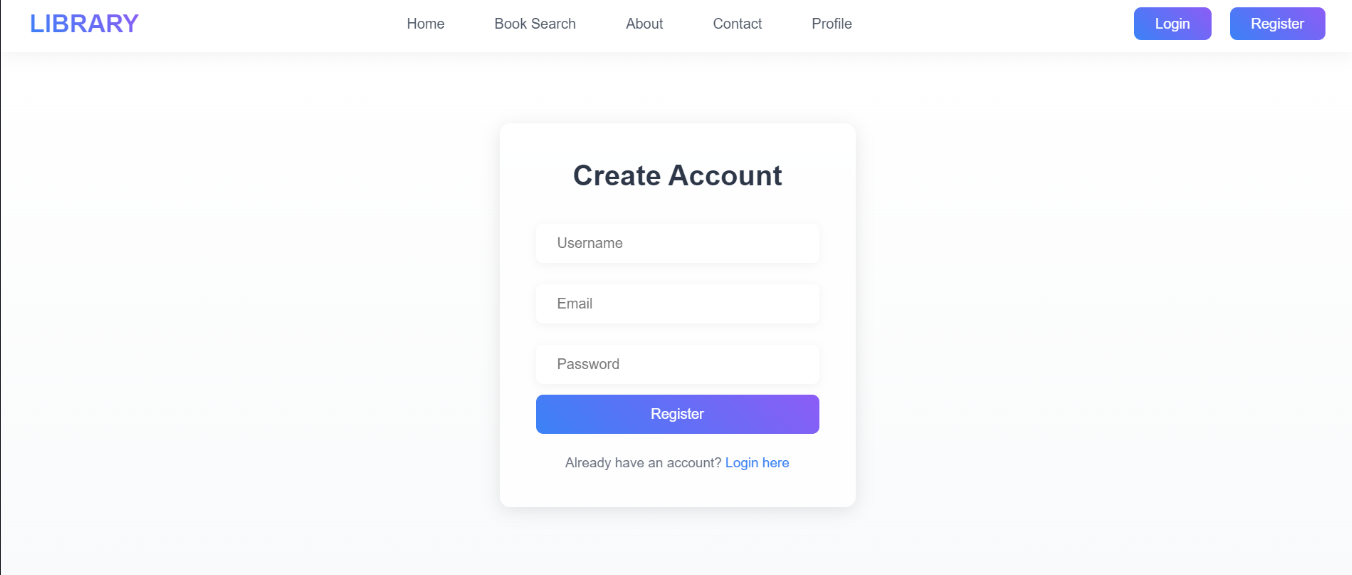 LIBRARY Home Book Search About Contact Profile Login Register
Create Account
Username
Email
Password
Register
Already have an account? Login here